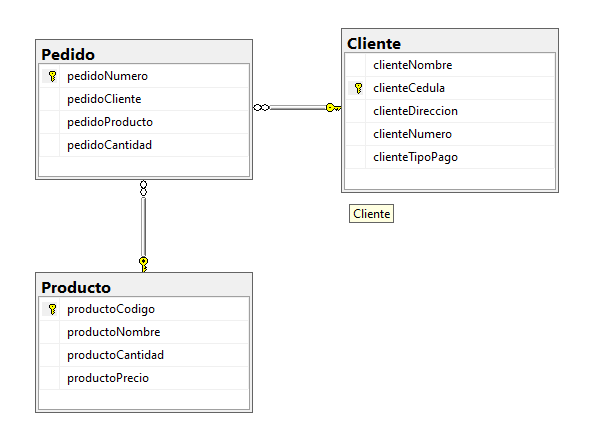 Pedido
pedidoNumero
pedidoCliente
pedidoProducto
pedidoCantidad
Cliente
clienteNombre
clienteCedula
clienteDireccion
clienteNumero
clienteTipoPago
Cliente
Producto
productoCodigo
productoNombre
productoCantidad
productoPrecio